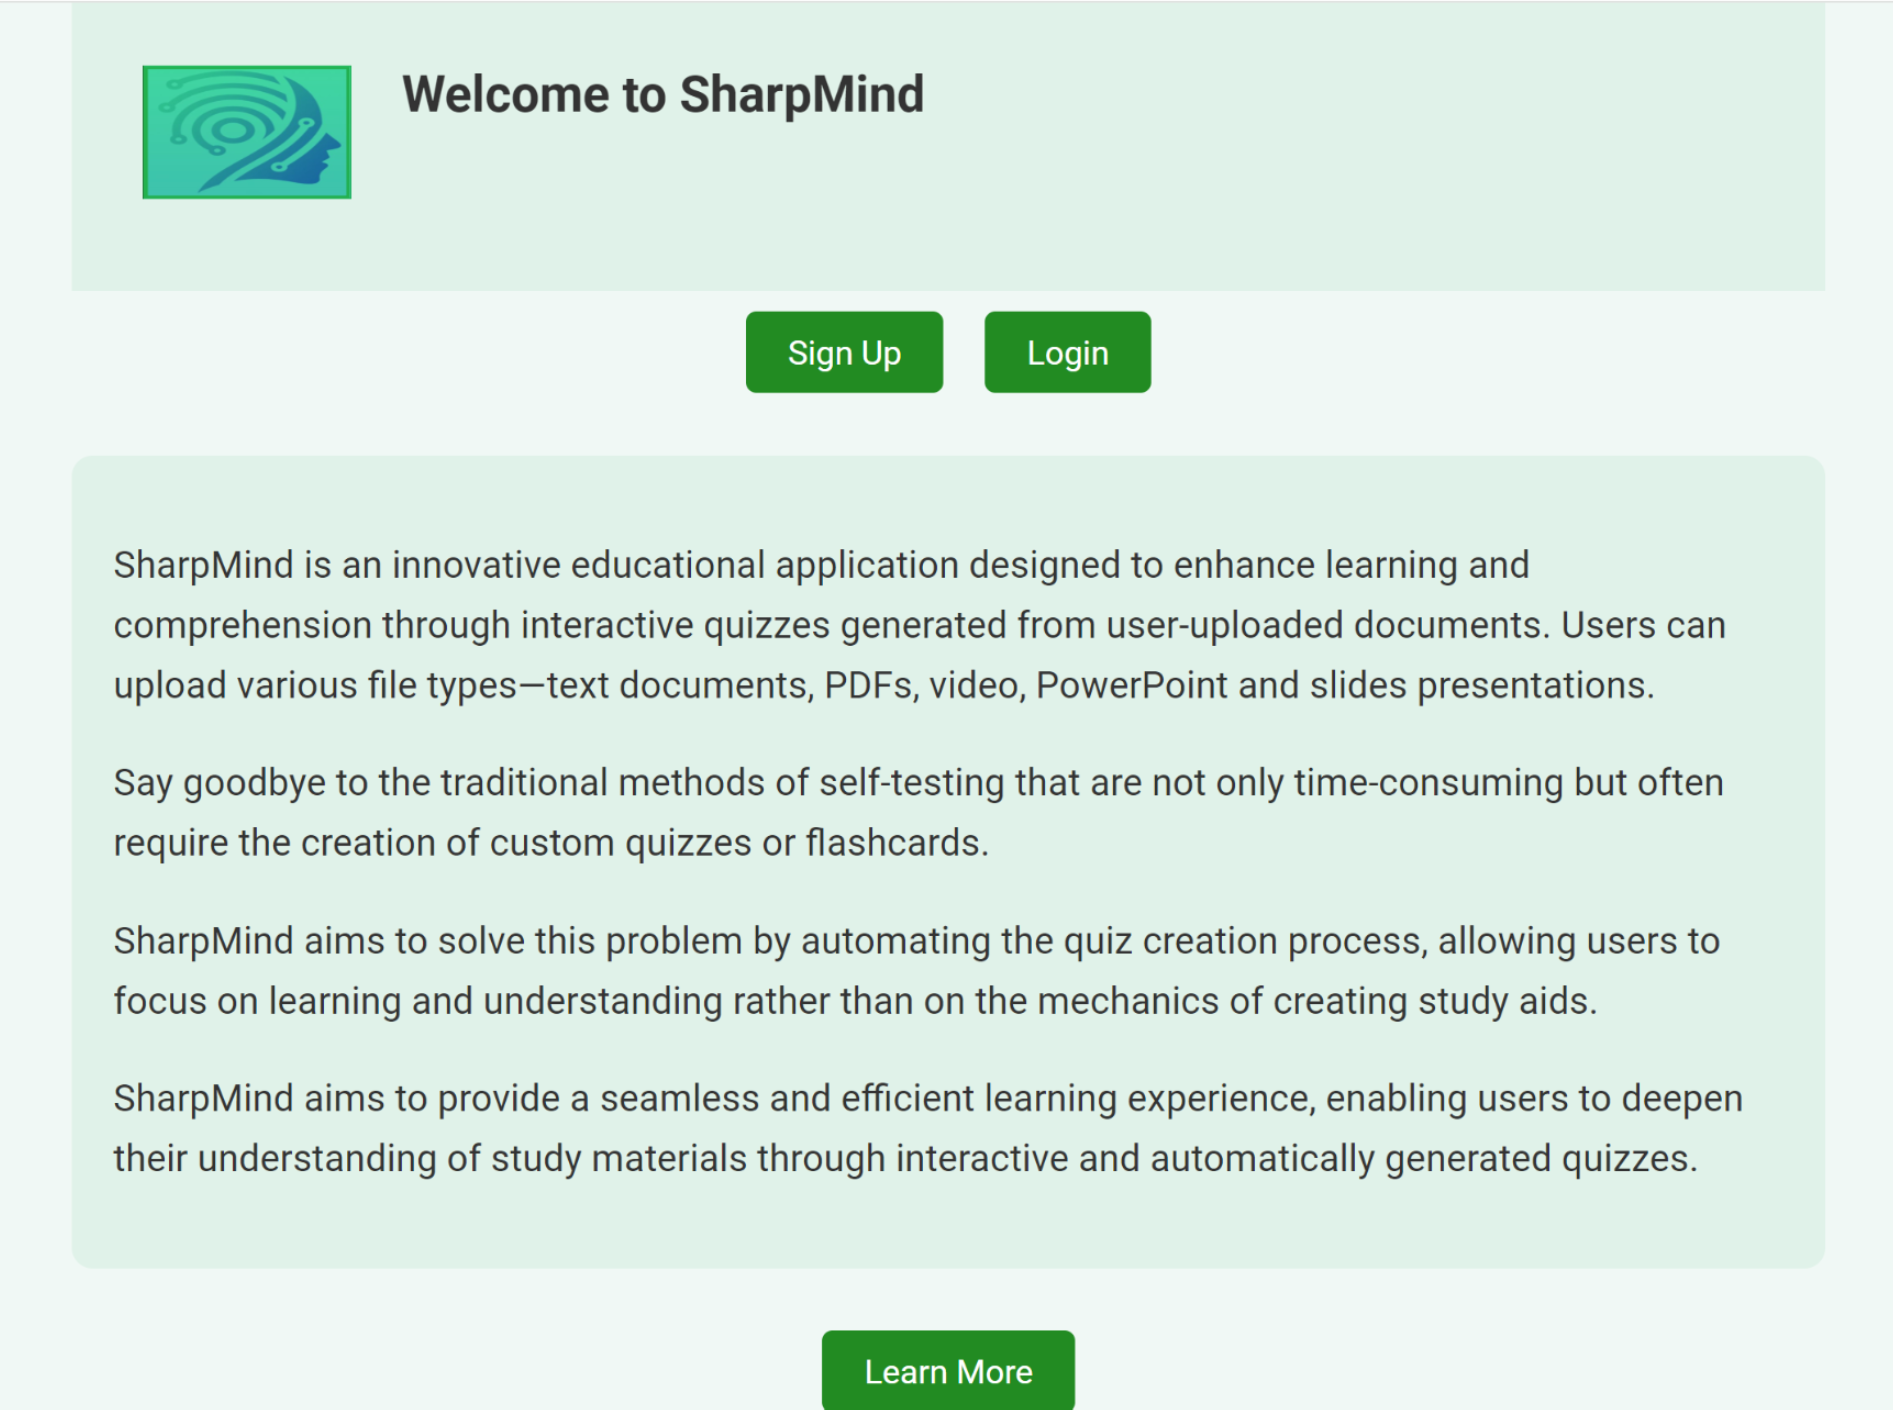 Welcome to SharpMind
Sign Up
Login
SharpMind is an innovative educational application designed to enhance learning and
comprehension through interactive quizzes generated from user-uploaded documents. Users can
upload various file types—text documents, PDFs, video, PowerPoint and slides presentations.
Say goodbye to the traditional methods of self-testing that are not only time-consuming but often
require the creation of custom quizzes or flashcards.
SharpMind aims to solve this problem by automating the quiz creation process, allowing users to
focus on learning and understanding rather than on the mechanics of creating study aids.
SharpMind aims to provide a seamless and efficient learning experience, enabling users to deepen
their understanding of study materials through interactive and automatically generated quizzes.
Learn More